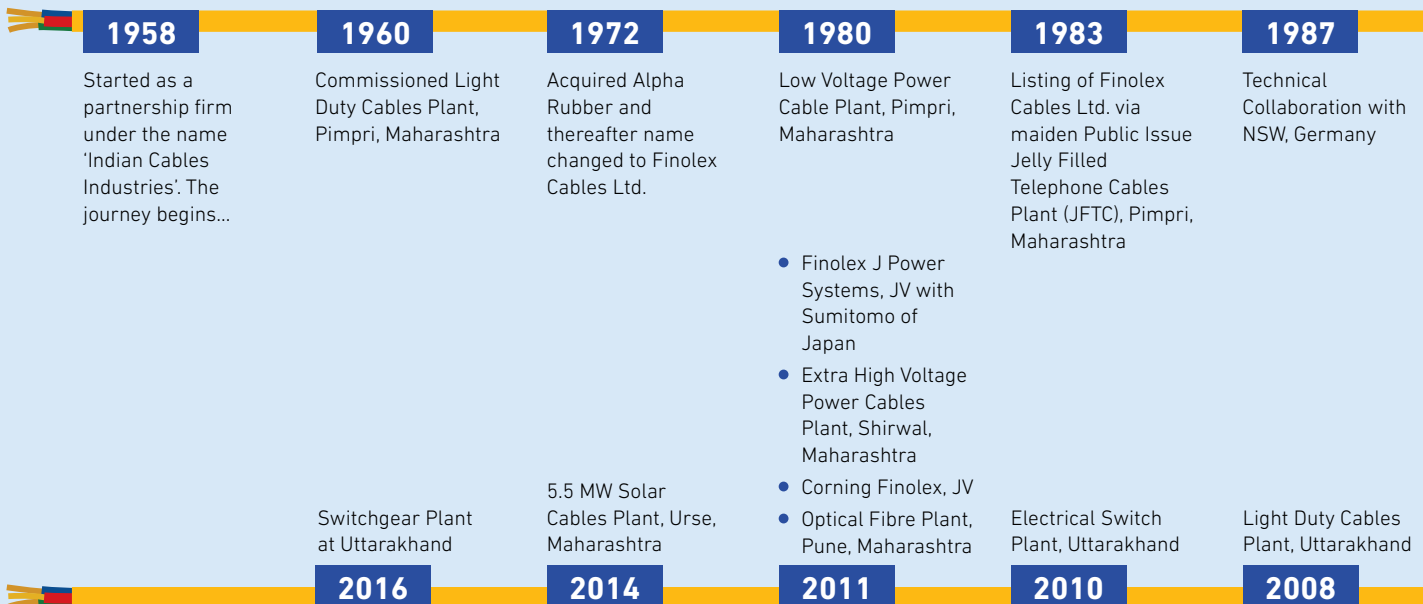 1958
Started as a
partnership firm
under the name
‘Indian Cables
Industries’. The
journey begins...
1960
Commissioned Light
Duty Cables Plant,
Pimpri, Maharashtra
1972
Acquired Alpha
Rubber and
thereafter name
changed to Finolex
Cables Ltd.
1980
Low Voltage Power
Cable Plant, Pimpri,
Maharashtra
1983
Listing of Finolex
Cables Ltd. via
maiden Public Issue
Jelly Filled
Telephone Cables
Plant (JFTC), Pimpri,
Maharashtra
1987
Technical
Collaboration with
NSW, Germany
Switchgear Plant
at Uttarakhand
2016
5.5 MW Solar
Cables Plant, Urse,
Maharashtra
2014
• Finolex J Power
Systems, JV with
Sumitomo of
Japan
• Extra High Voltage
Power Cables
Plant, Shirwal,
Maharashtra
• Corning Finolex, JV
• Optical Fibre Plant,
Pune, Maharashtra
2011
Electrical Switch
Plant, Uttarakhand
2010
Light Duty Cables
Plant, Uttarakhand
2008